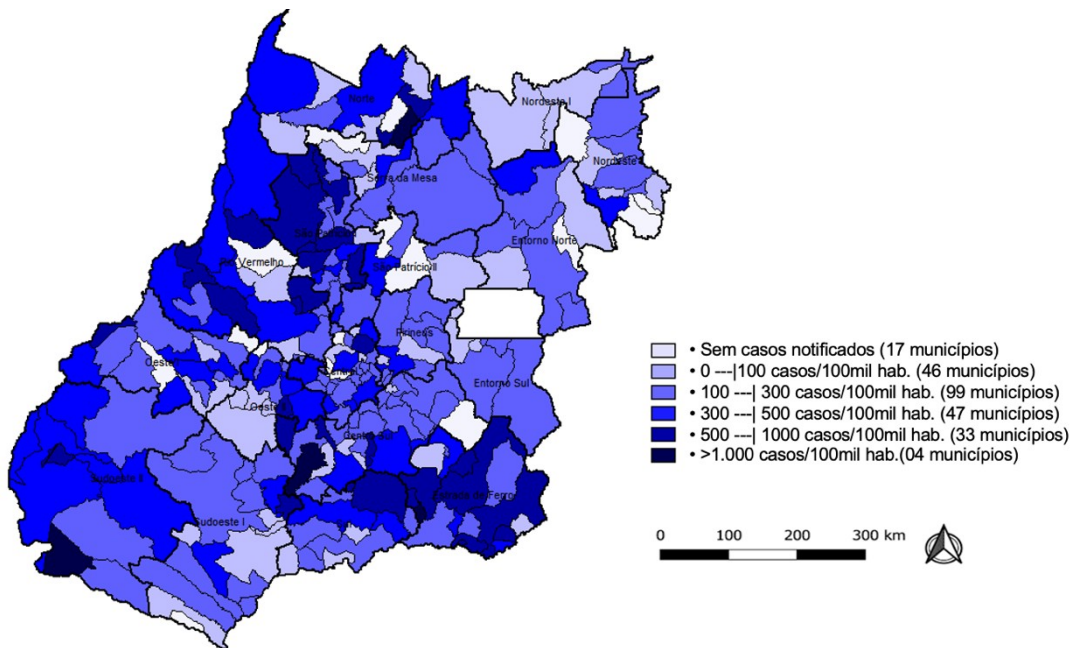 Norte
Nordeste I
Nordeste
Serra da Mesa
São Patrício I
Entorno Norte
Rio Vermelho
São Patrício II
Pirineus
Oeste I
Central
Entorno Sul
Oeste II
Centro Sul
Sudoeste II
Estrada de Ferro
Sudoeste I
Sul
• Sem casos notificados (17 municípios)
• 0 ---|100 casos/100mil hab. (46 municípios)
• 100 ---| 300 casos/100mil hab. (99 municípios)
• 300 ---| 500 casos/100mil hab. (47 municípios)
• 500 ---| 1000 casos/100mil hab. (33 municípios)
• >1.000 casos/100mil hab.(04 municípios)
0 100 200 300 km